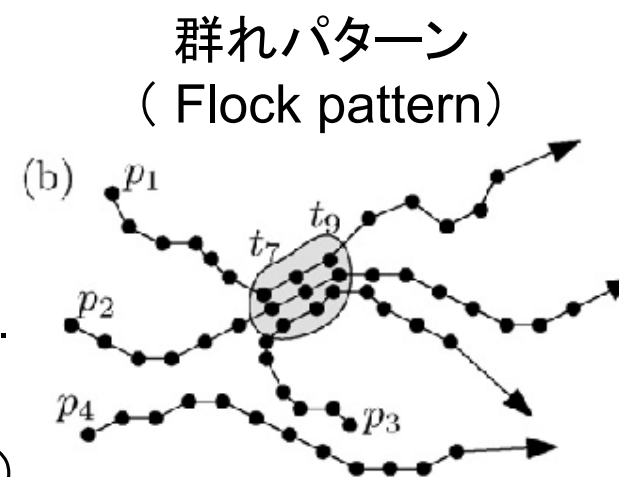 群れパターン
（ Flock pattern）
(b)
p1
t7
t9
p2
p4
p3
.
)